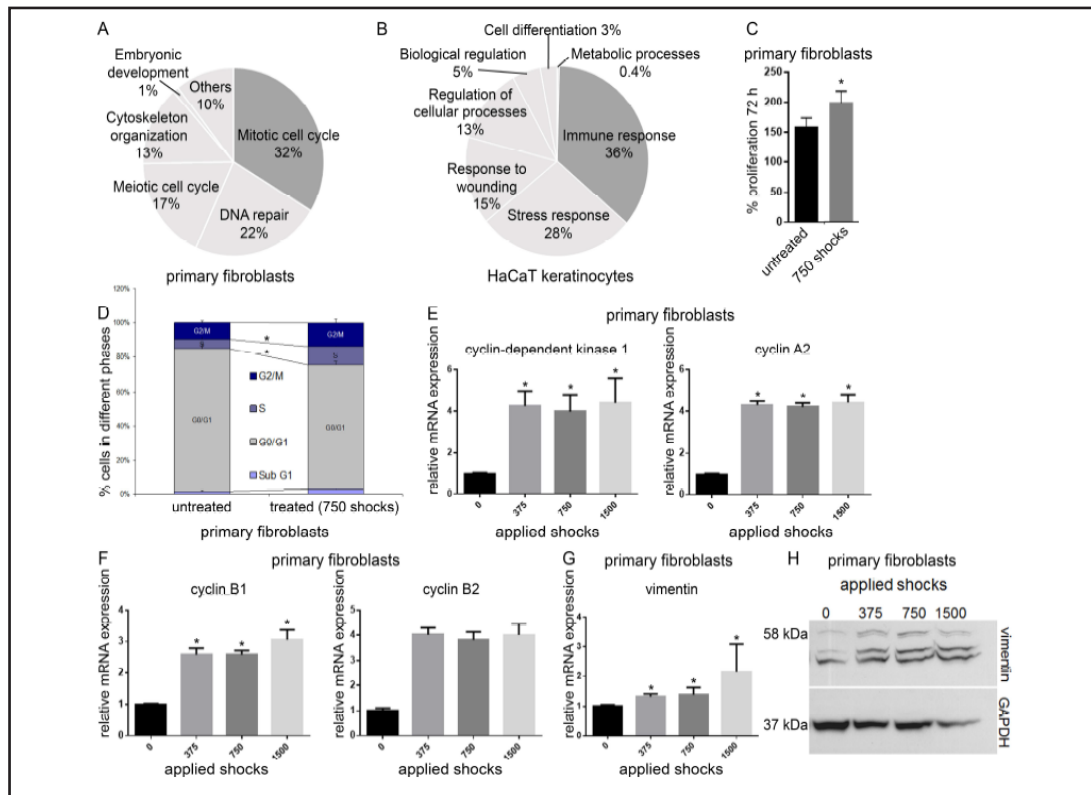 A
Embryonic
development
1%
Others
10%
Cytoskeleton
organization
13%
Mitotic cell cycle
32%
Meiotic cell cycle
17%
DNA repair
22%
primary fibroblasts
B
Cell differentiation 3%
Biological regulation
5%
Metabolic processes
0.4%
Regulation of
cellular processes
13%
Immune response
36%
Response to
wounding
15%
Stress response
28%
HaCaT keratinocytes
C
primary fibroblasts
% proliferation 72 h
250
200
150
100
50
0
*
untreated
750 shocks
D
% cells in different phases
120%
100%
80%
60%
40%
20%
0%
G2/M
G0/G1
*
*
G2/M
S
G0/G1
Sub G1
G2/M
G0/G1
untreated
treated (750 shocks)
primary fibroblasts
E
primary fibroblasts
cyclin-dependent kinase 1
relative mRNA expression
6
4
2
0
* * *
0 375 750 1500
applied shocks
cyclin A2
relative mRNA expression
6
4
2
0
* * *
0 375 750 1500
applied shocks
F
primary fibroblasts
cyclin B1
relative mRNA expression
4
3
2
1
0
* * *
0 375 750 1500
applied shocks
cyclin B2
relative mRNA expression
5
4
3
2
1
0
0 375 750 1500
applied shocks
G
primary fibroblasts
vimentin
relative mRNA expression
4
3
2
1
0
* * *
0 375 750 1500
applied shocks
H
primary fibroblasts
applied shocks
0 375 750 1500
58 kDa
vimentin
37 kDa
GAPDH